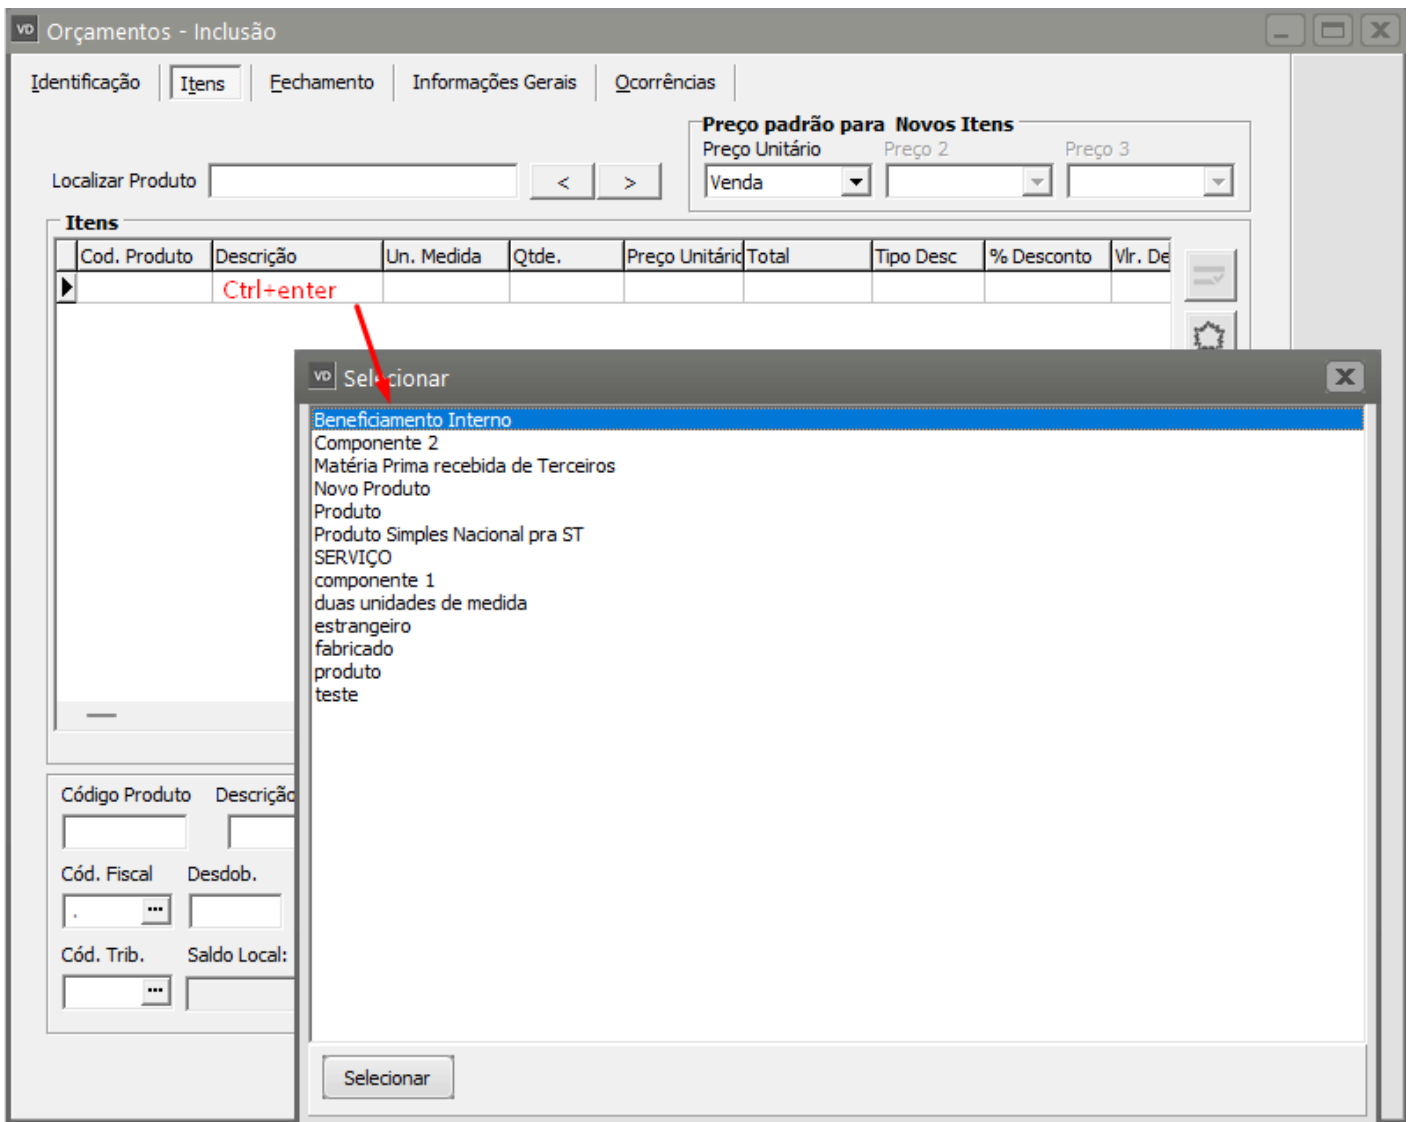 VD Orçamentos - Inclusão
Identificação Itens Fechamento Informações Gerais Ocorrências
Preço padrão para Novos Itens
Preço Unitário Preço 2 Preço 3
Localizar Produto < > Venda
Itens
Cod. Produto Descrição Un. Medida Qtde. Preço Unitáric Total Tipo Desc % Desconto Vlr. De
Ctrl+enter
VD Selecionar
Beneficiamento Interno
Componente 2
Matéria Prima recebida de Terceiros
Novo Produto
Produto
Produto Simples Nacional pra ST
SERVIÇO
componente 1
duas unidades de medida
estrangeiro
fabricado
produto
teste
Código Produto Descrição
Cód. Fiscal Desdob.
. ...
Cód. Trib. Saldo Local:
...
Selecionar